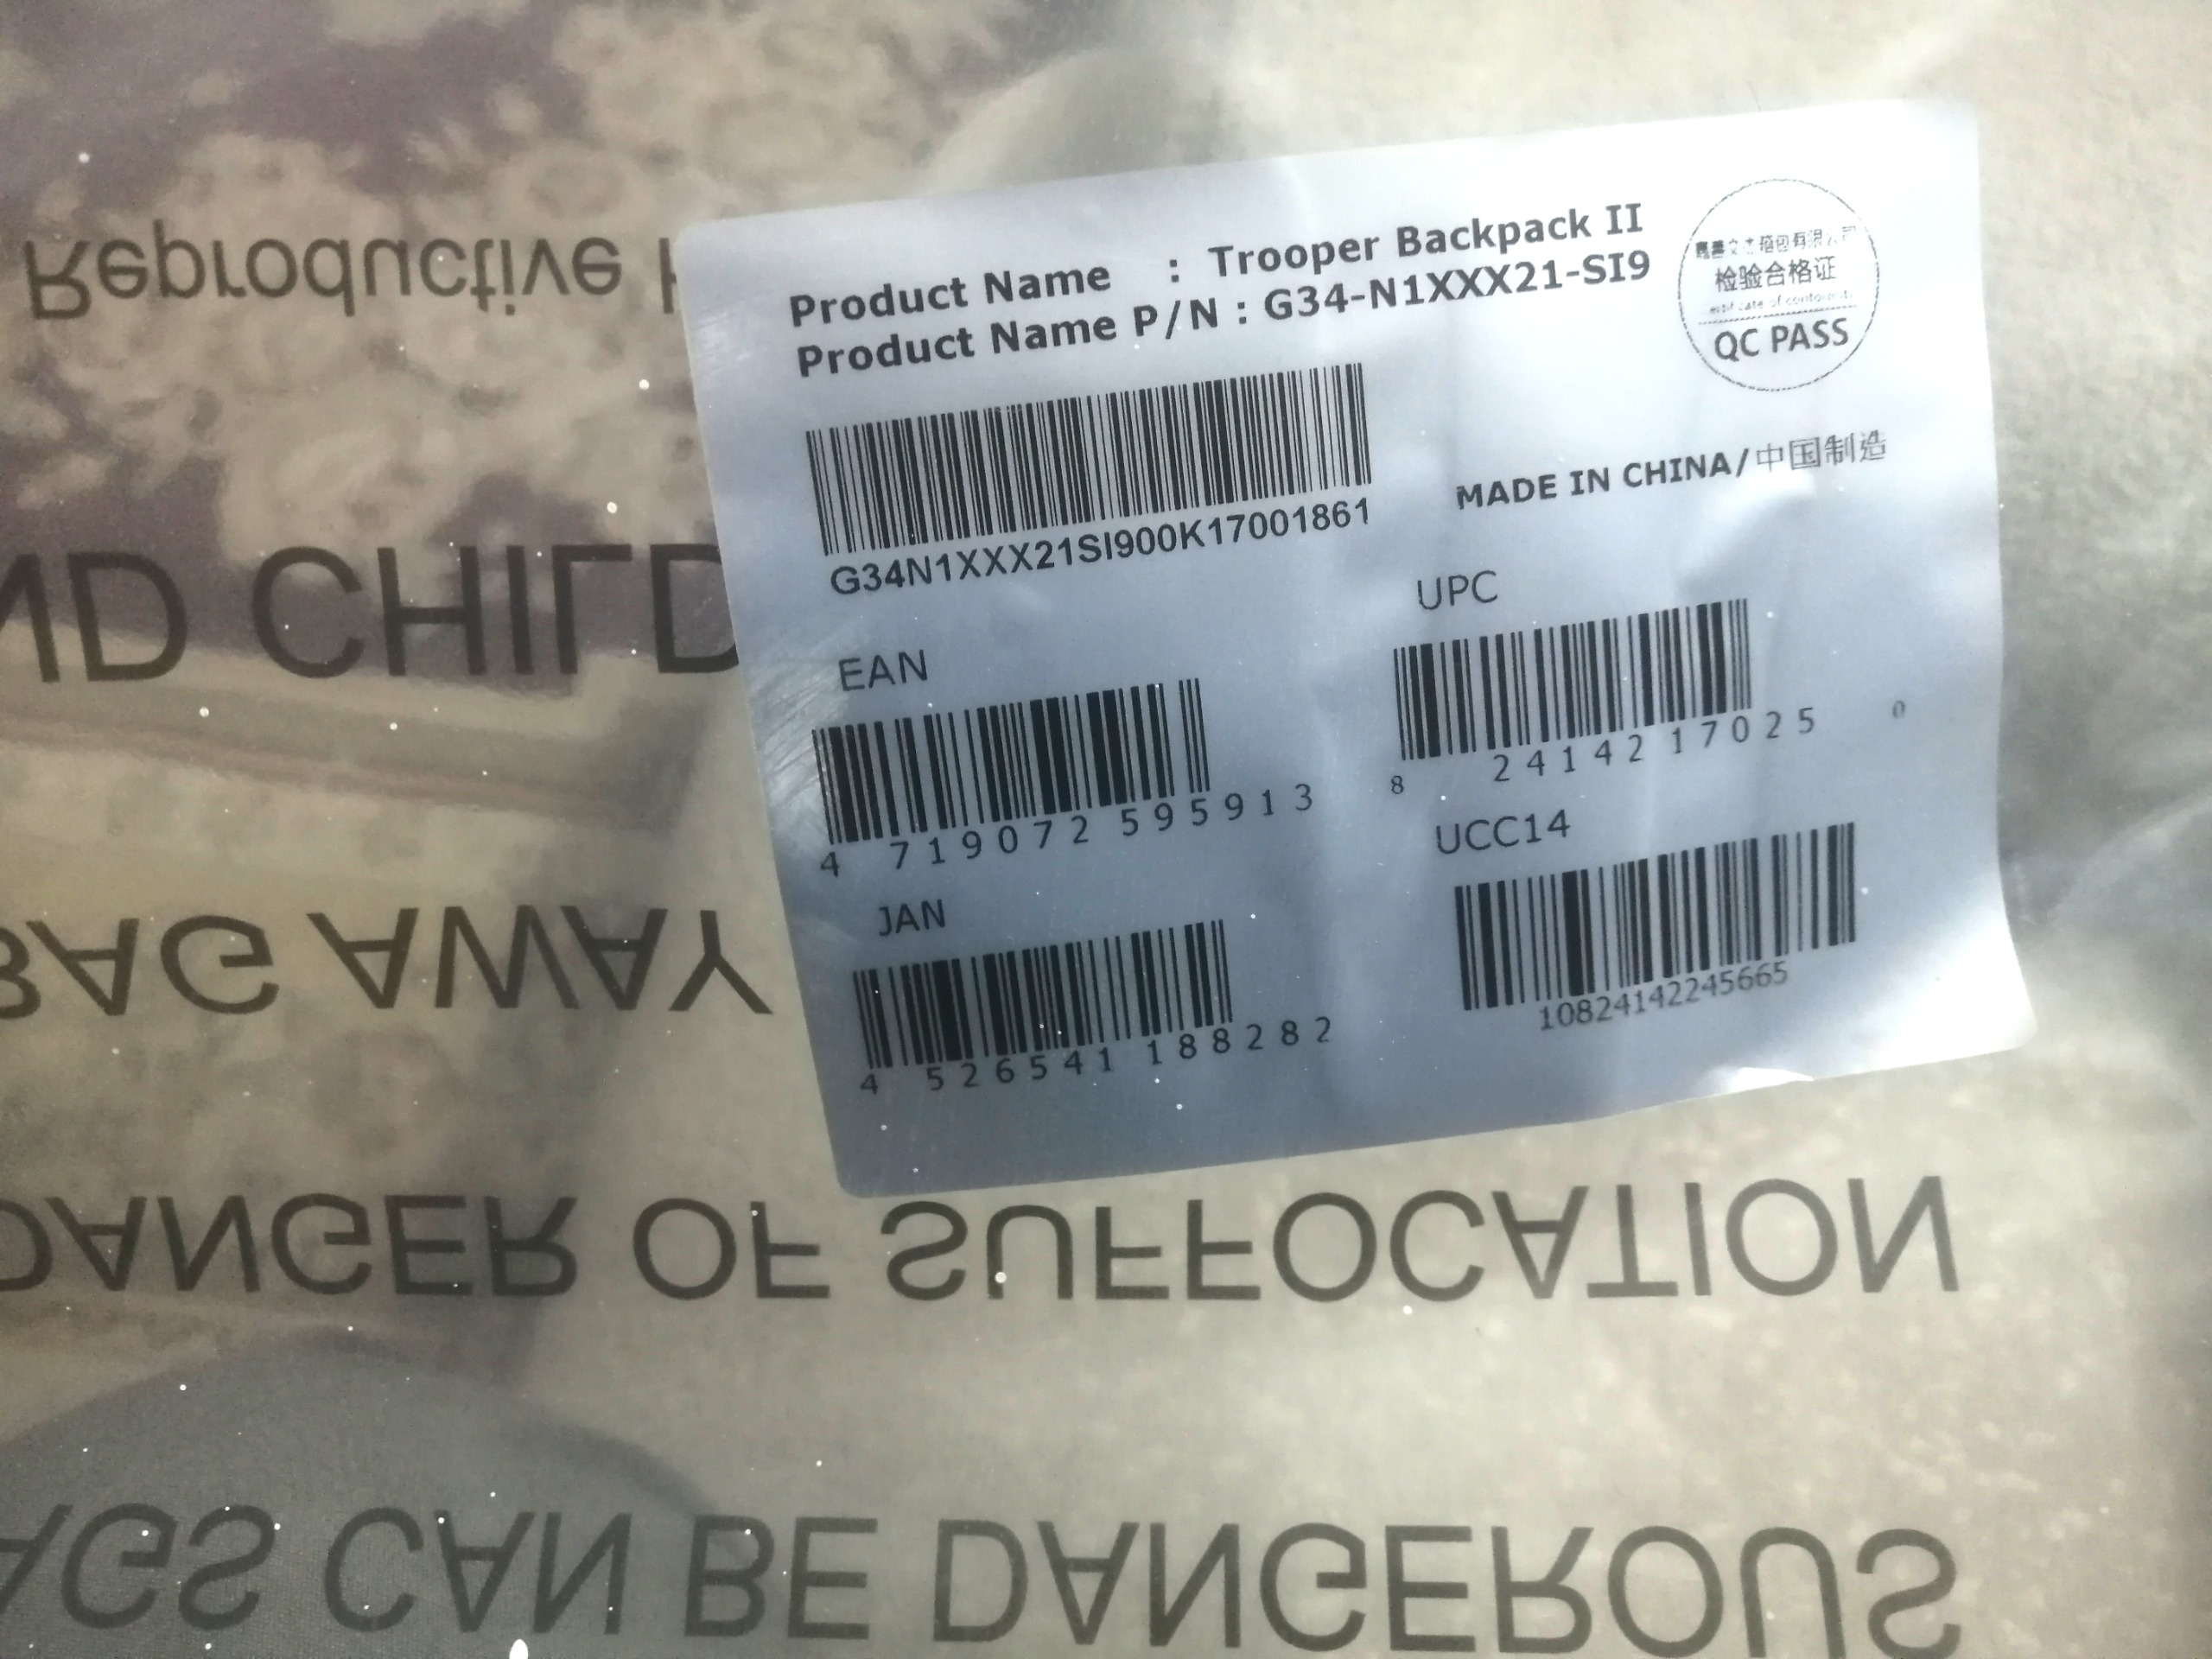 Product Name : Trooper Backpack II
Product Name P/N : G34-N1XXX21-SI9
检验合格证
QC PASS
G34N1XXX21SI900K17001861
MADE IN CHINA/中国制造
EAN
4 719072 595913
UPC
8 24142 17025 0
JAN
4 526541 188282
UCC14
10824142245665
Reproductive
ND CHILD
BAG AWAY
DANGER OF SUFFOCATION
AGS CAN BE DANGEROUS